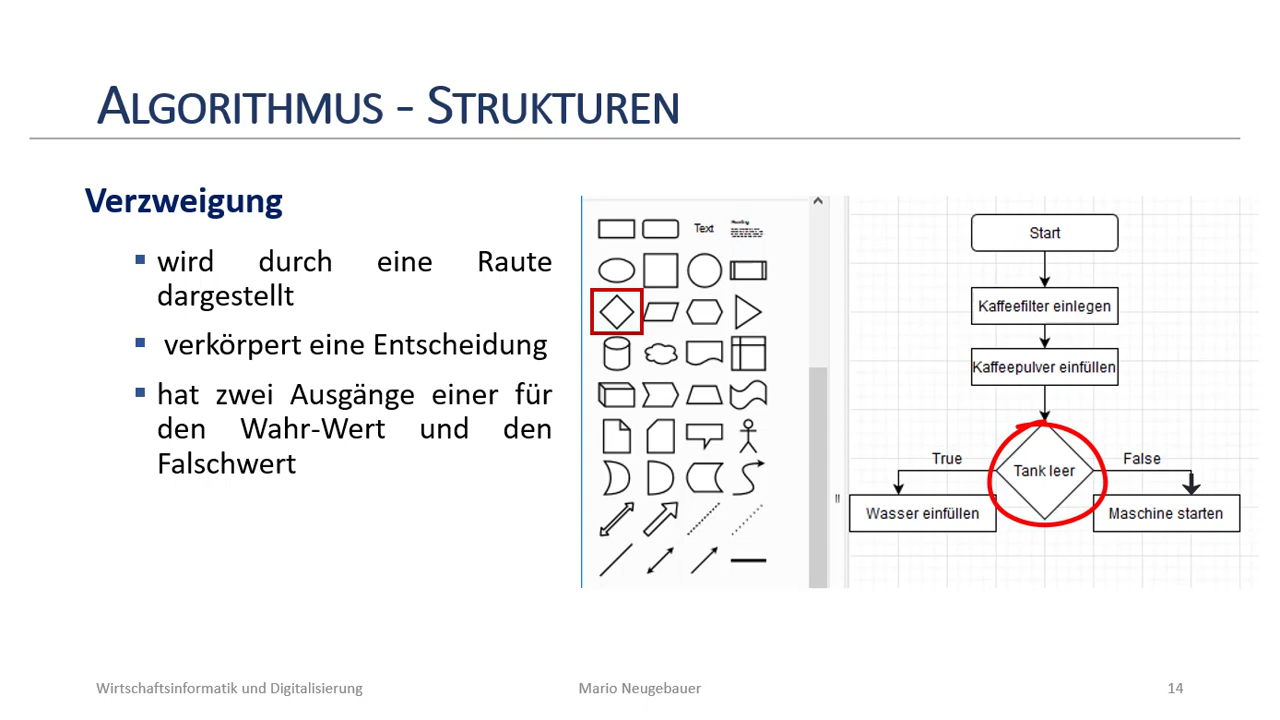 ALGORITHMUS - STRUKTUREN
Verzweigung
wird durch eine Raute
dargestellt
verkörpert eine Entscheidung
hat zwei Ausgänge einer für
den Wahr-Wert und den
Falschwert
Text
Heading
Start
Kaffeefilter einlegen
Kaffeepulver einfüllen
Tank leer
True
False
Wasser einfüllen
Maschine starten
Wirtschaftsinformatik und Digitalisierung
Mario Neugebauer
14